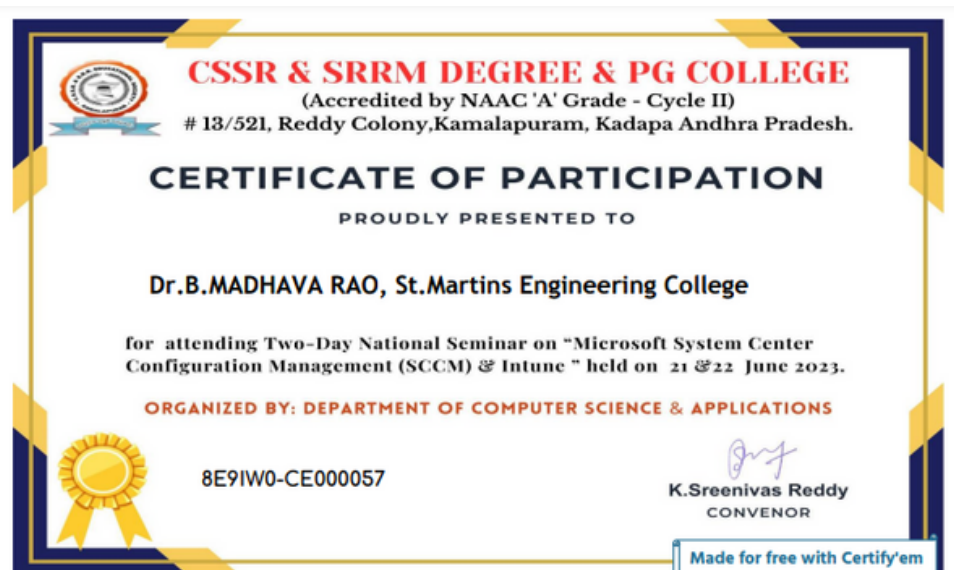 CSSR & SRRM DEGREE & PG COLLEGE
(Accredited by NAAC 'A' Grade - Cycle II)
# 13/521, Reddy Colony,Kamalapuram, Kadapa Andhra Pradesh.
CERTIFICATE OF PARTICIPATION
PROUDLY PRESENTED TO
Dr.B.MADHAVA RAO, St.Martins Engineering College
for attending Two-Day National Seminar on “Microsoft System Center
Configuration Management (SCCM) & Intune ” held on 21 &22 June 2023.
ORGANIZED BY: DEPARTMENT OF COMPUTER SCIENCE & APPLICATIONS
8E9IW0-CE000057
K.Sreenivas Reddy
CONVENOR
Made for free with Certify'em